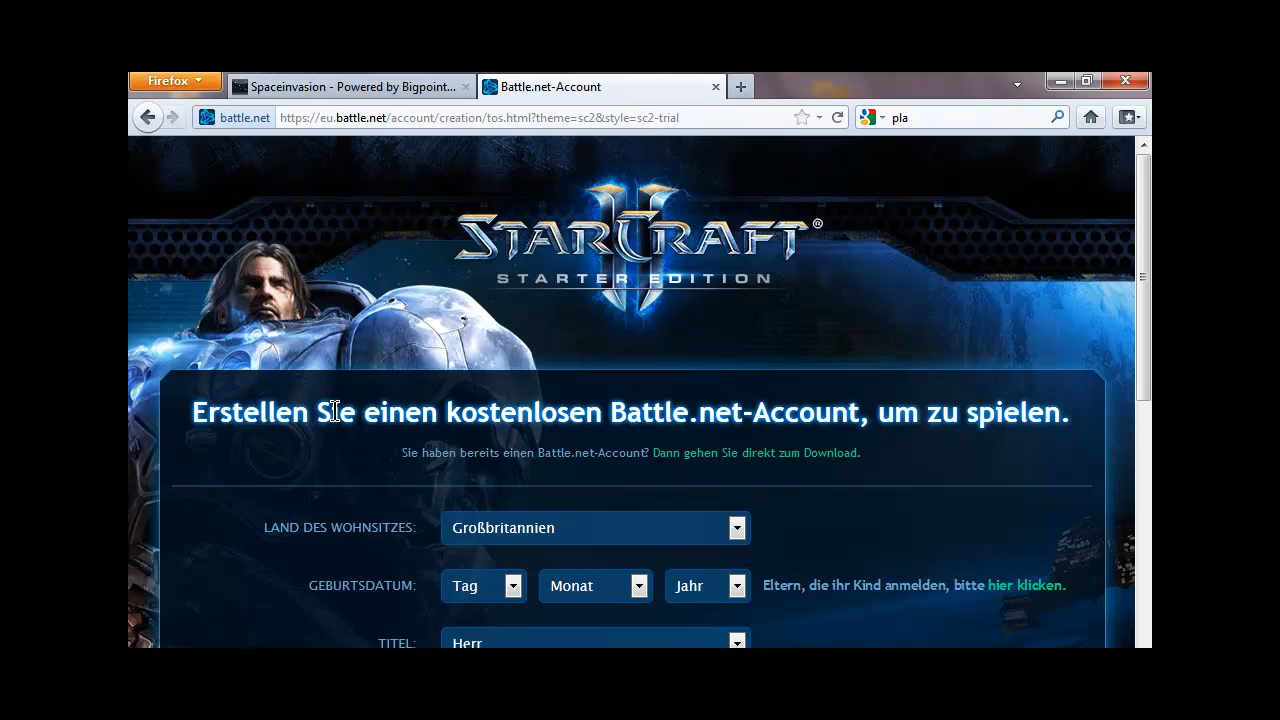 Firefox
Spaceinvasion - Powered by Bigpoint...
Battle.net-Account
battle.net
https://eu.battle.net/account/creation/tos.html?theme=sc2&style=sc2-trial
pla
STARCRAFT®
II
STARTER EDITION
Erstellen Sie einen kostenlosen Battle.net-Account, um zu spielen.
Sie haben bereits einen Battle.net-Account? Dann gehen Sie direkt zum Download.
LAND DES WOHNSITZES: Großbritannien
GEBURTSDATUM: Tag Monat Jahr Eltern, die ihr Kind anmelden, bitte hier klicken.
TITEL: Herr